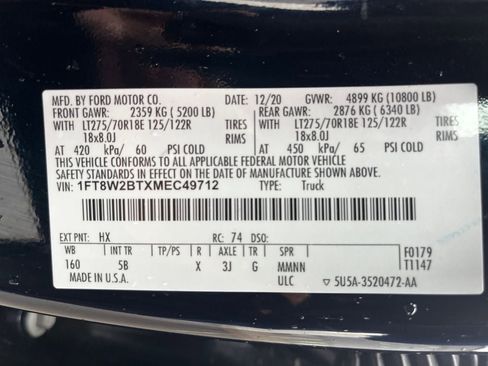 MFD. BY FORD MOTOR CO. 12/20 GVWR: 4899 KG (10800 LB)
FRONT GAWR: 2359 KG ( 5200 LB) REAR GAWR: 2876 KG ( 6340 LB)
WITH LT275/70R18E 125/122R TIRES WITH LT275/70R18E 125/122R TIRES
18x8.0J RIMS 18x8.0J RIMS
AT 420 kPa/ 60 PSI COLD AT 450 kPa/ 65 PSI COLD
THIS VEHICLE CONFORMS TO ALL APPLICABLE FEDERAL MOTOR VEHICLE
SAFETY STANDARDS IN EFFECT ON THE DATE OF MANUFACTURE SHOWN ABOVE.
VIN: 1FT8W2BTXMEC49712 TYPE: Truck
EXT PNT: HX RC: 74 DSO:
WB INT TR TP/PS R AXLE TR SPR F0179
160 5B X 3J G MMNN T1147
MADE IN U.S.A. ULC 5U5A-3520472-AA